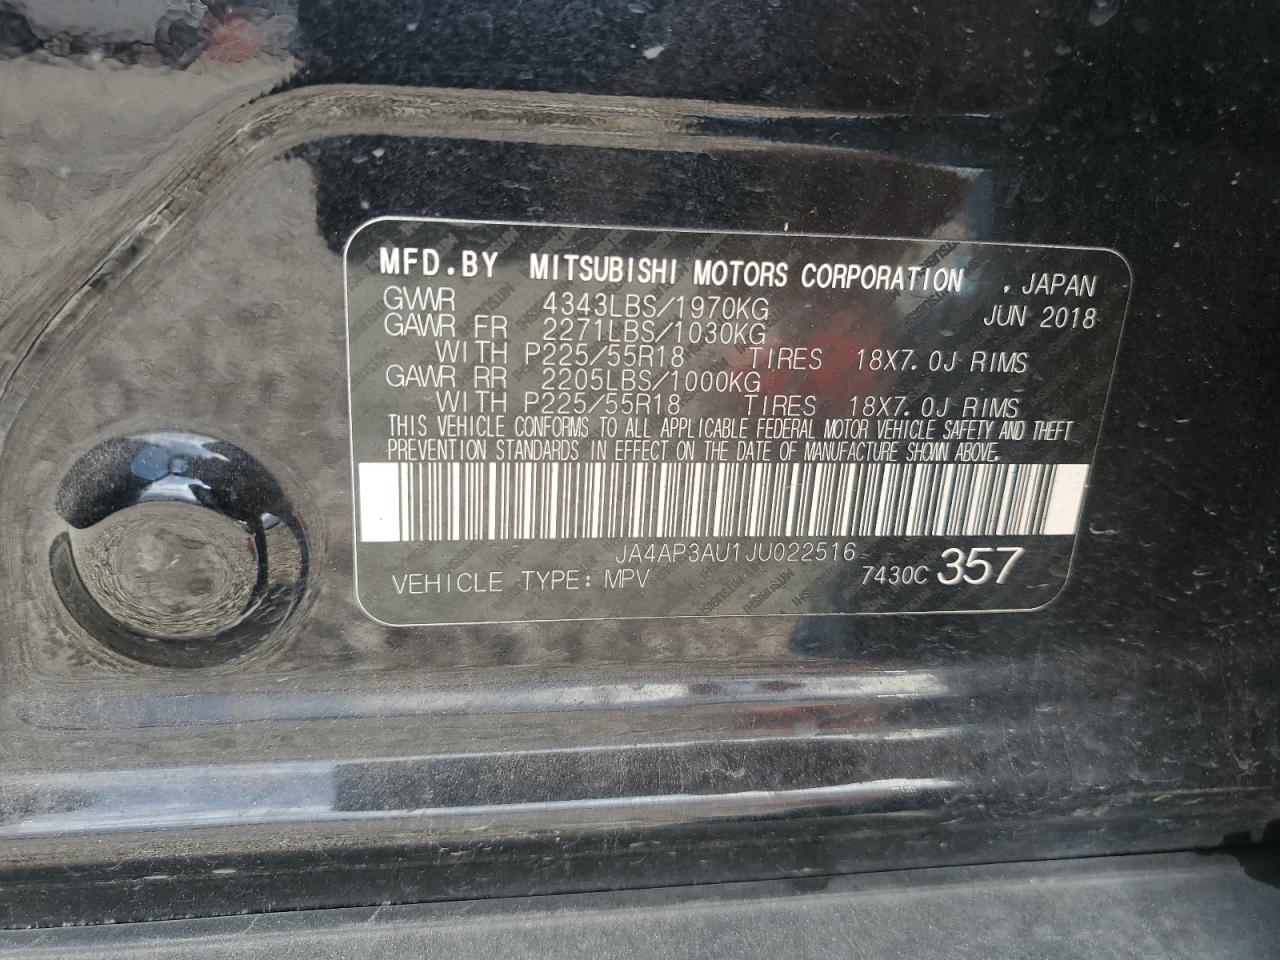 MFD.BY MITSUBISHI MOTORS CORPORATION . JAPAN
GVWR 4343LBS/1970KG JUN 2018
GAWR FR 2271LBS/1030KG
WITH P225/55R18 TIRES 18X7.0J RIMS
GAWR RR 2205LBS/1000KG
WITH P225/55R18 TIRES 18X7.0J RIMS
THIS VEHICLE CONFORMS TO ALL APPLICABLE FEDERAL MOTOR VEHICLE SAFETY AND THEFT
PREVENTION STANDARDS IN EFFECT ON THE DATE OF MANUFACTURE SHOWN ABOVE.
JA4AP3AU1JU022516
VEHICLE TYPE: MPV 7430C 357